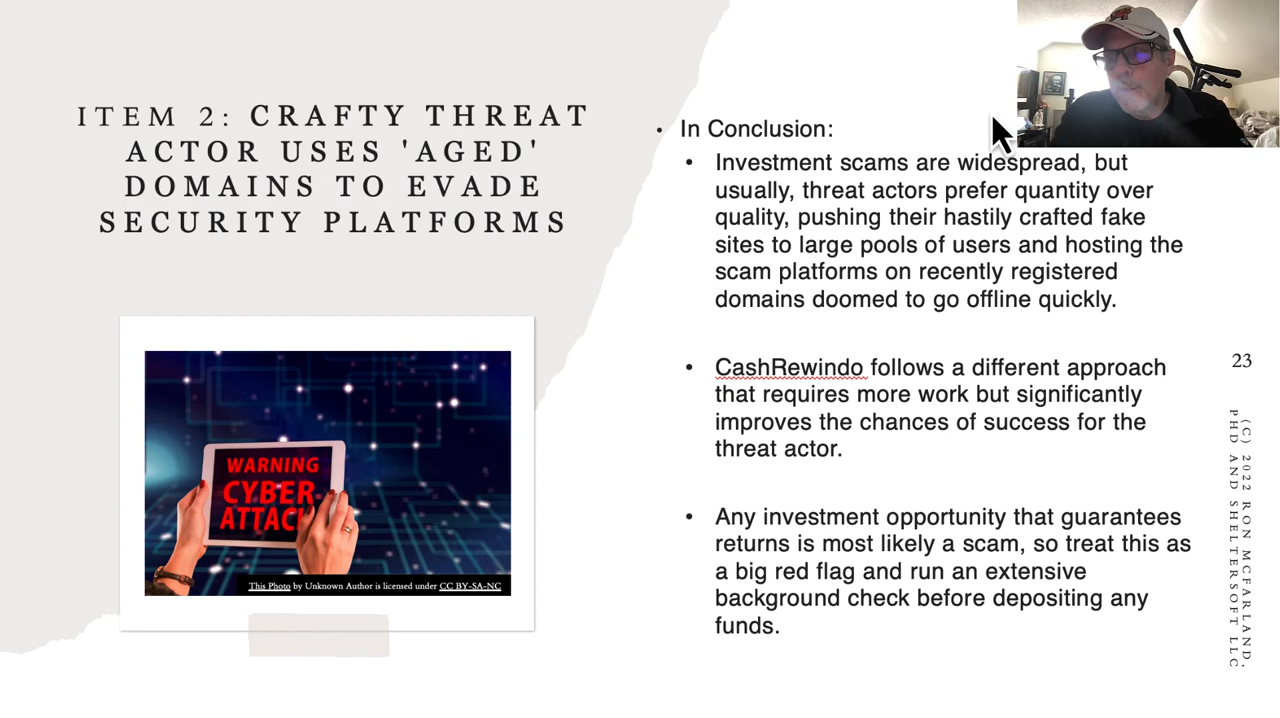 ITEM 2: CRAFTY THREAT
ACTOR USES 'AGED'
DOMAINS TO EVADE
SECURITY PLATFORMS
WARNING
CYBER
ATTACK
This Photo by Unknown Author is licensed under CC BY-SA-NC
• In Conclusion:
• Investment scams are widespread, but
usually, threat actors prefer quantity over
quality, pushing their hastily crafted fake
sites to large pools of users and hosting the
scam platforms on recently registered
domains doomed to go offline quickly.
• CashRewindo follows a different approach
that requires more work but significantly
improves the chances of success for the
threat actor.
• Any investment opportunity that guarantees
returns is most likely a scam, so treat this as
a big red flag and run an extensive
background check before depositing any
funds.
23
(C) 2022 RON MCFARLAND,
PHD AND SHELTERSOFT LLC